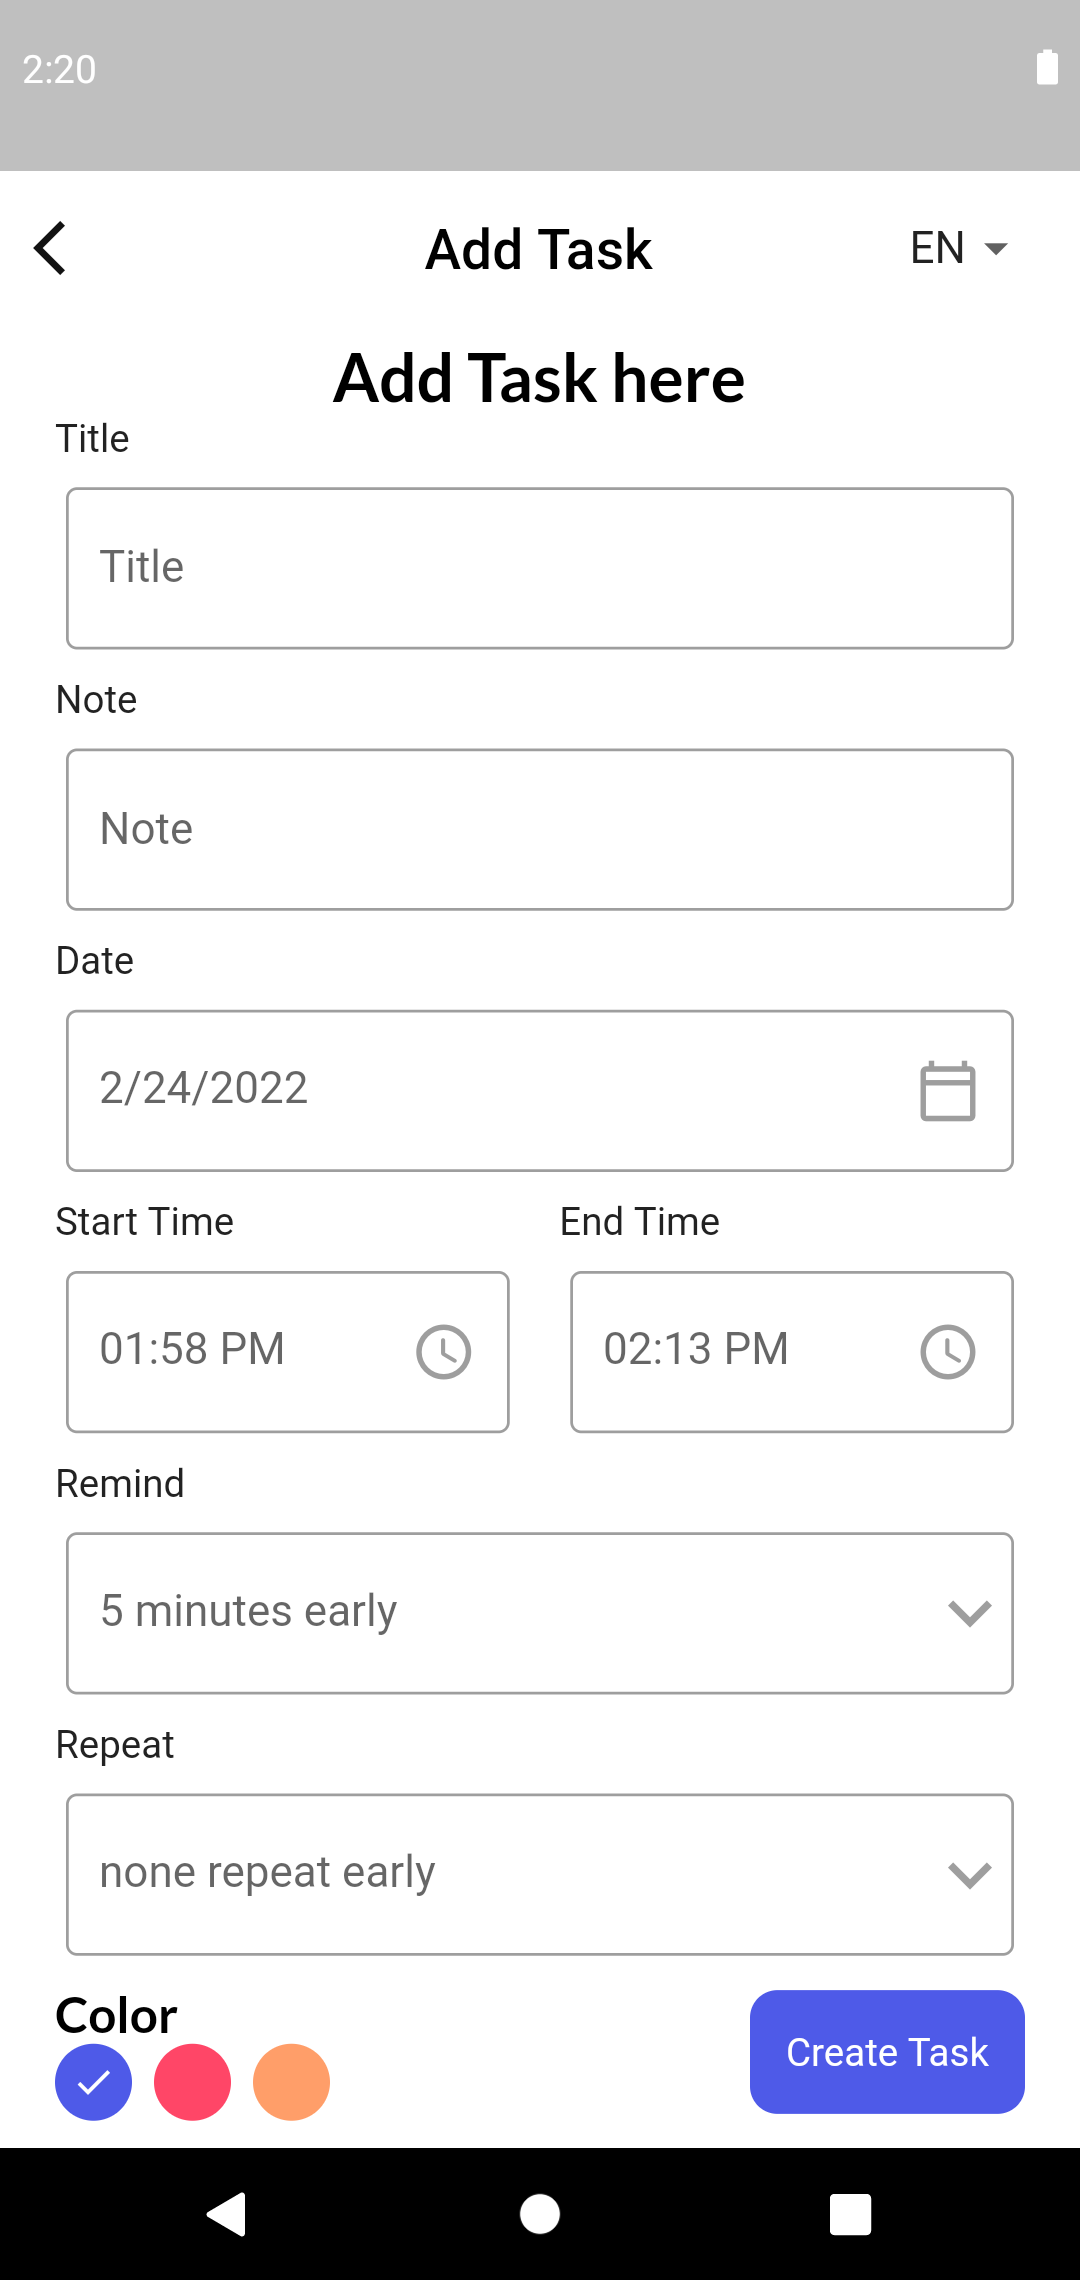 2:20
Add Task
EN
Add Task here
Title
Title
Note
Note
Date
2/24/2022
Start Time End Time
01:58 PM 02:13 PM
Remind
5 minutes early
Repeat
none repeat early
Color
Create Task